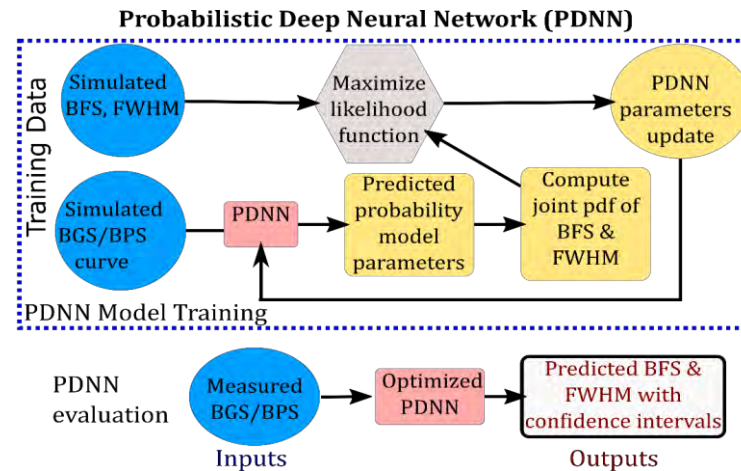 Probabilistic Deep Neural Network (PDNN)
Training Data
Simulated
BFS, FWHM
Maximize
likelihood
function
PDNN
parameters
update
Simulated
BGS/BPS
curve
PDNN
Predicted
probability
model
parameters
Compute
joint pdf of
BFS &
FWHM
PDNN Model Training
PDNN
evaluation
Measured
BGS/BPS
Optimized
PDNN
Predicted BFS &
FWHM with
confidence intervals
Inputs
Outputs